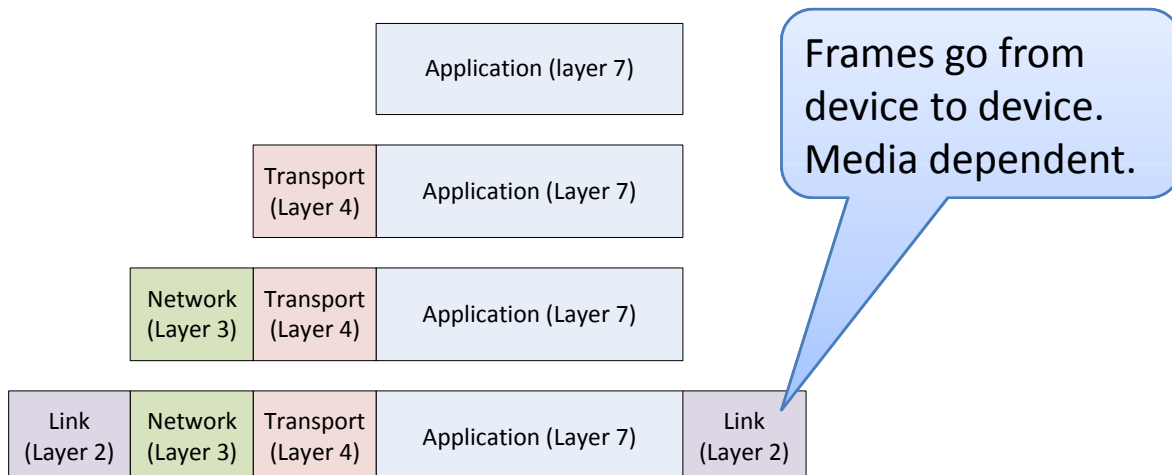 Application (layer 7)
Frames go from
device to device.
Media dependent.
Transport
(Layer 4)
Application (Layer 7)
Network
(Layer 3)
Transport
(Layer 4)
Application (Layer 7)
Link
(Layer 2)
Network
(Layer 3)
Transport
(Layer 4)
Application (Layer 7)
Link
(Layer 2)